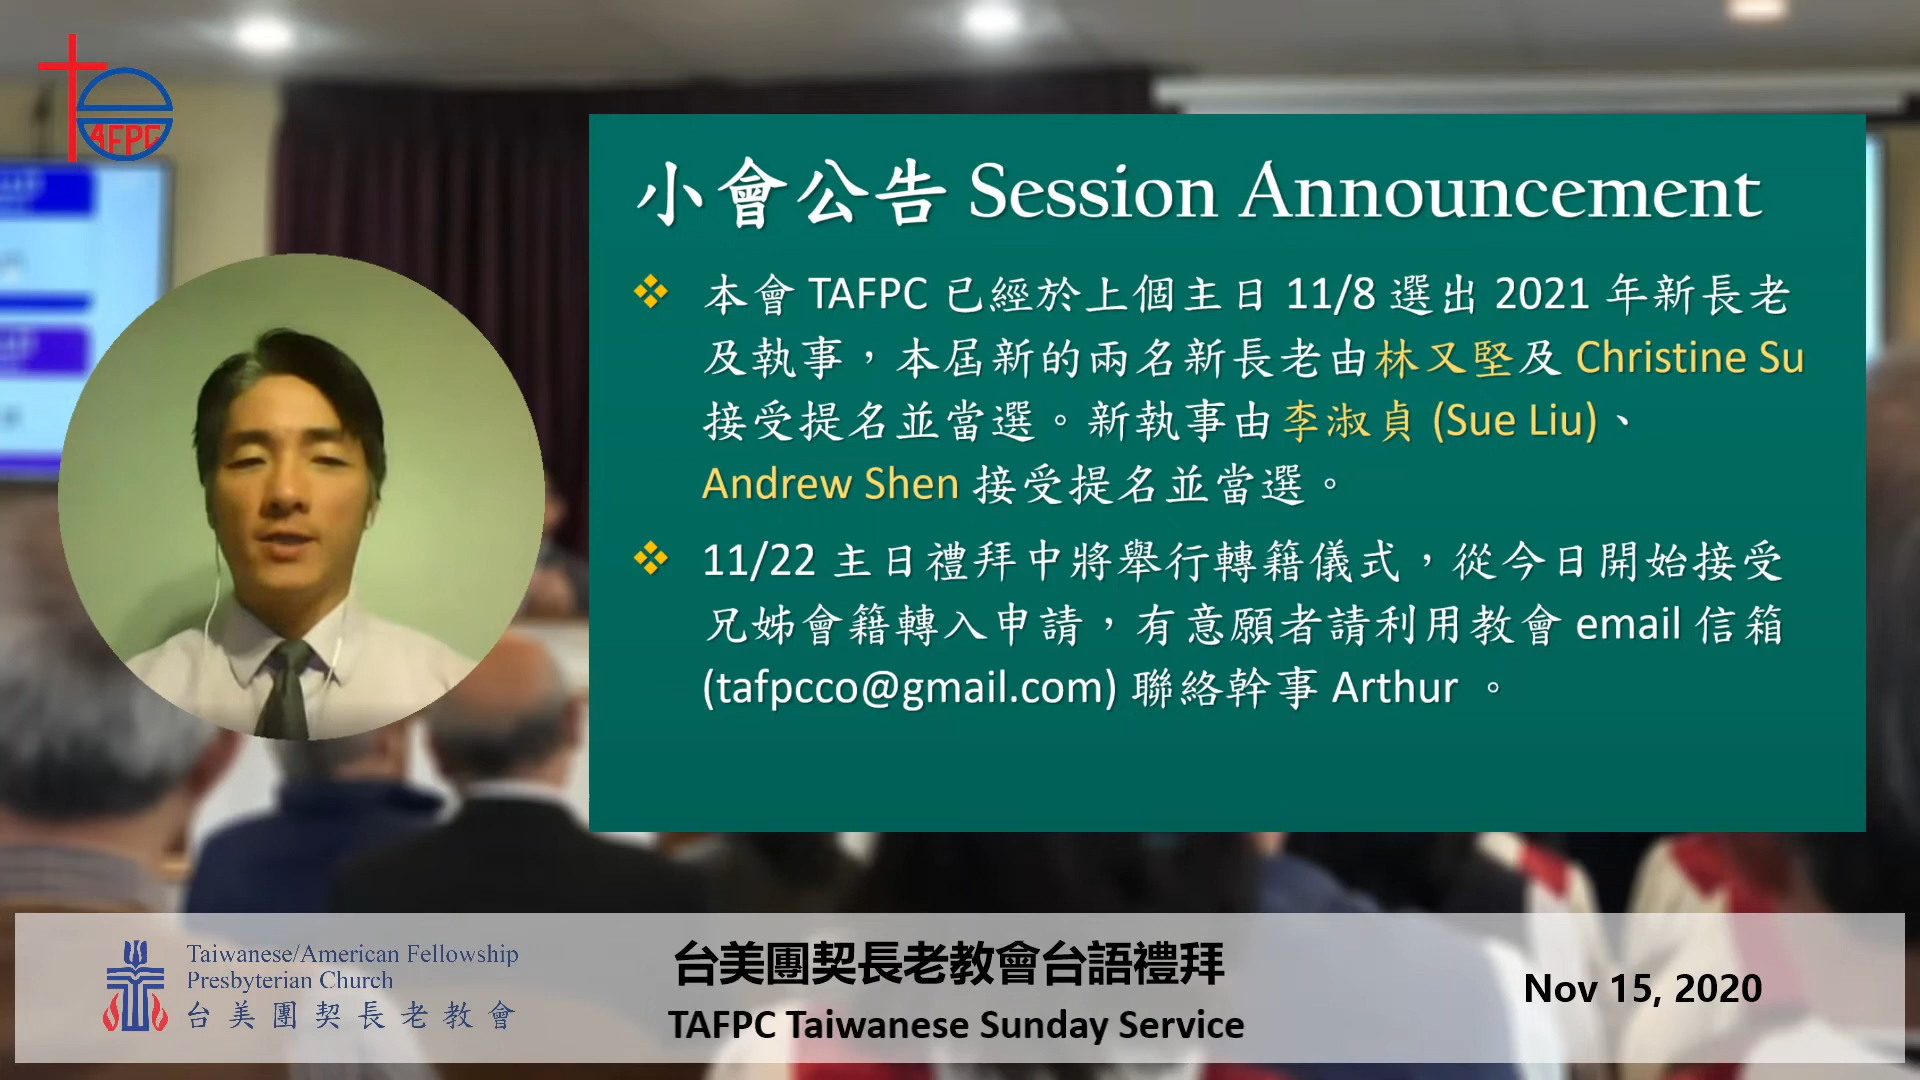 AFPC
小會公告 Session Announcement
本會 TAFPC 已經於上個主日 11/8 選出 2021 年新長老
及執事，本屆新的兩名新長老由林又堅及 Christine Su
接受提名並當選。新執事由李淑貞 (Sue Liu)、
Andrew Shen 接受提名並當選。
11/22 主日禮拜中將舉行轉籍儀式，從今日開始接受
兄姊會籍轉入申請，有意願者請利用教會 email 信箱
(tafpcco@gmail.com) 聯絡幹事 Arthur 。
Taiwanese/American Fellowship
Presbyterian Church
台美團契長老教會
台美團契長老教會台語禮拜
TAFPC Taiwanese Sunday Service
Nov 15, 2020